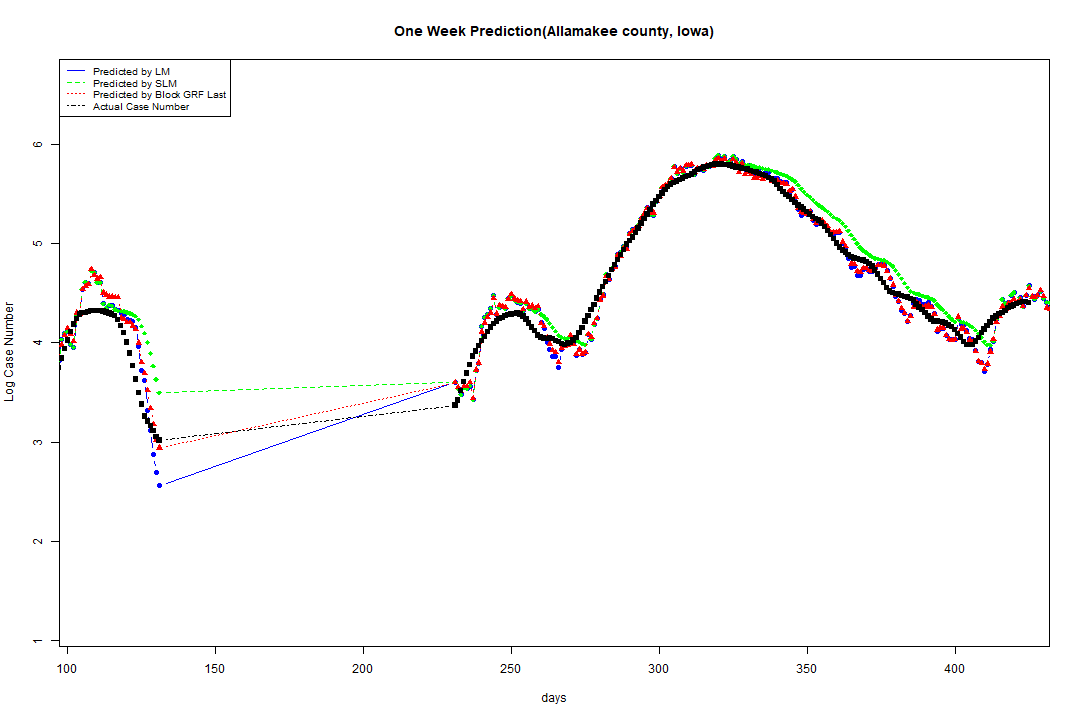 One Week Prediction(Allamakee county, Iowa)
Predicted by LM
Predicted by SLM
Predicted by Block GRF Last
Actual Case Number
Log Case Number
6
5
4
3
2
1
100 150 200 250 300 350 400
days